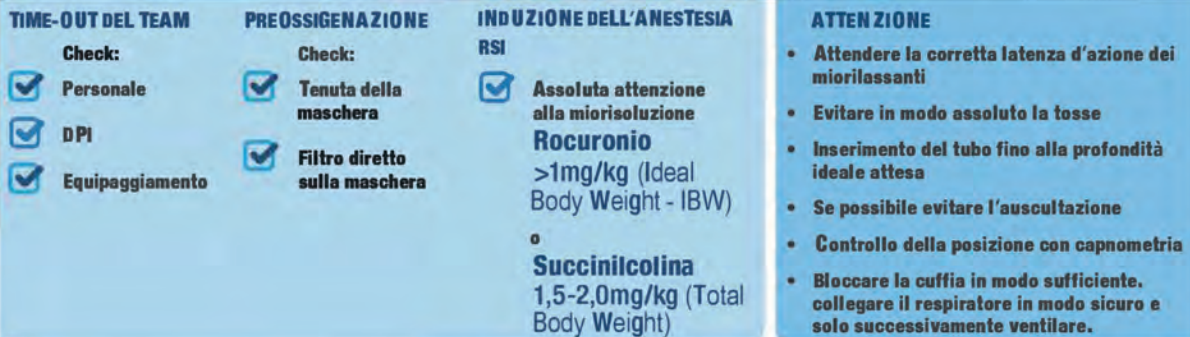 TIME-OUT DEL TEAM
Check:
Personale
DPI
Equipaggiamento
PREOSSIGENAZIONE
Check:
Tenuta della
maschera
Filtro diretto
sulla maschera
INDUZIONE DELL'ANESTESIA
RSI
Assoluta attenzione
alla miorisoluzione
Rocuronio
>1mg/kg (Ideal
Body Weight - IBW)
o
Succinilcolina
1,5-2,0mg/kg (Total
Body Weight)
ATTENZIONE
• Attendere la corretta latenza d'azione dei
miorilassanti
• Evitare in modo assoluto la tosse
• Inserimento del tubo fino alla profondità
ideale attesa
• Se possibile evitare l'auscultazione
• Controllo della posizione con capnometria
• Bloccare la cuffia in modo sufficiente.
collegare il respiratore in modo sicuro e
solo successivamente ventilare.